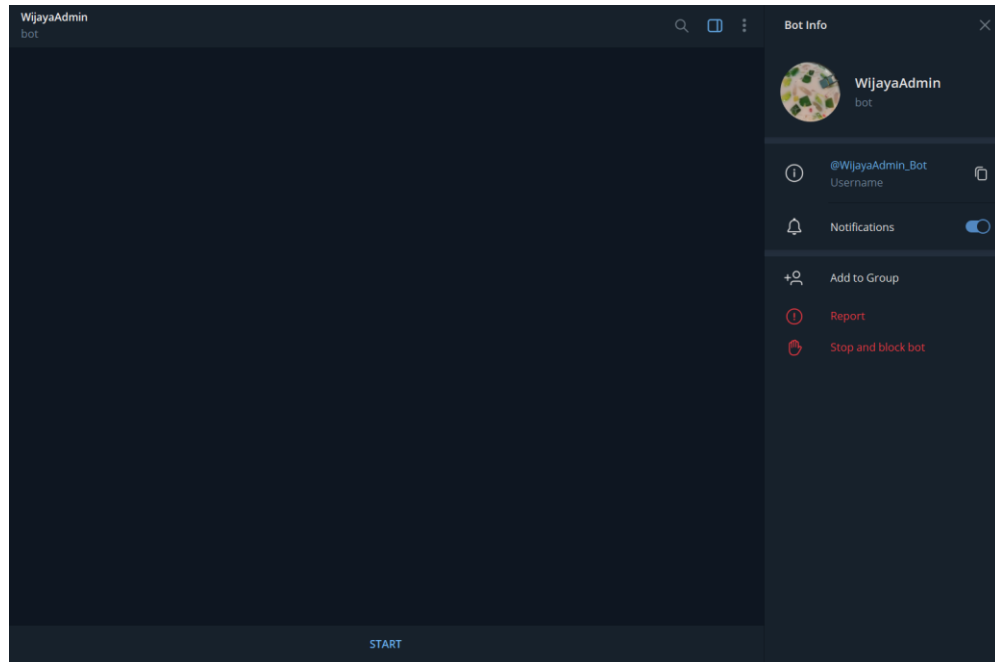 WijayaAdmin
bot
Bot Info
WijayaAdmin
bot
@WijayaAdmin_Bot
Username
Notifications
Add to Group
Report
Stop and block bot
START